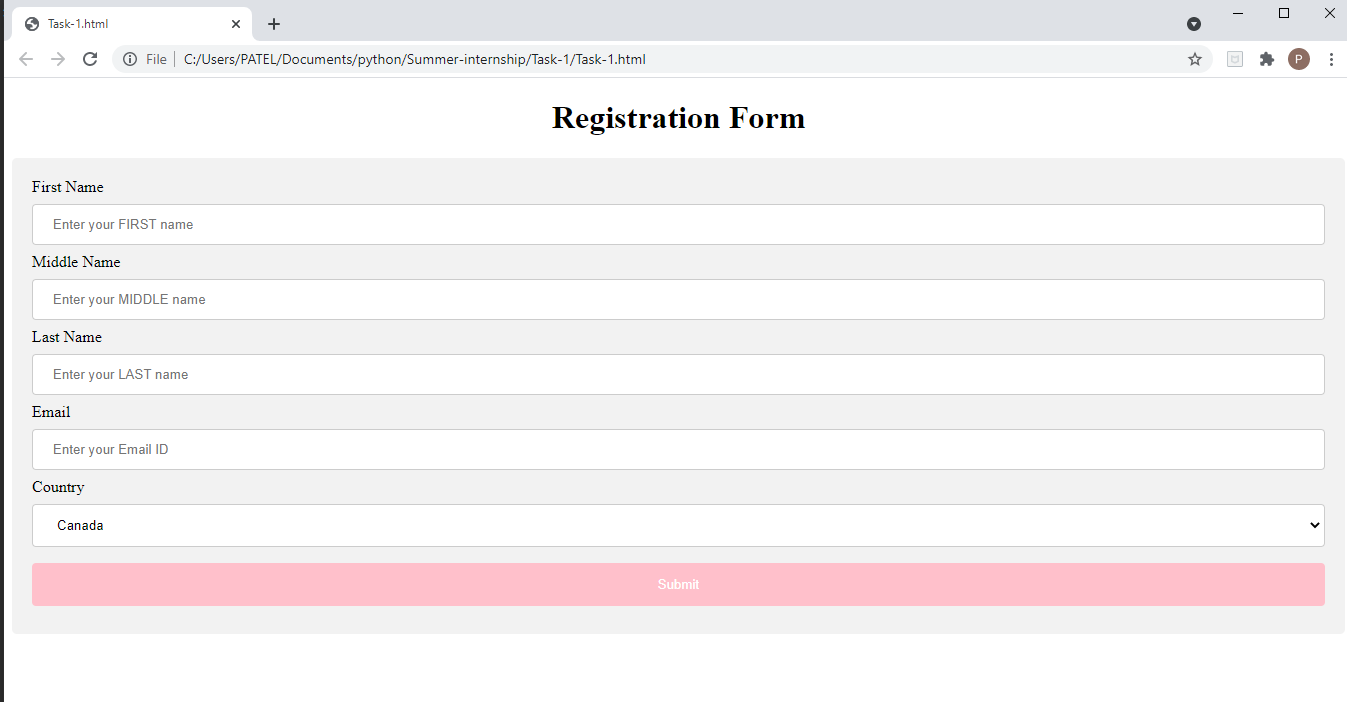 Task-1.html
File
C:/Users/PATEL/Documents/python/Summer-internship/Task-1/Task-1.html
P
Registration Form
First Name
Enter your FIRST name
Middle Name
Enter your MIDDLE name
Last Name
Enter your LAST name
Email
Enter your Email ID
Country
Canada
Submit